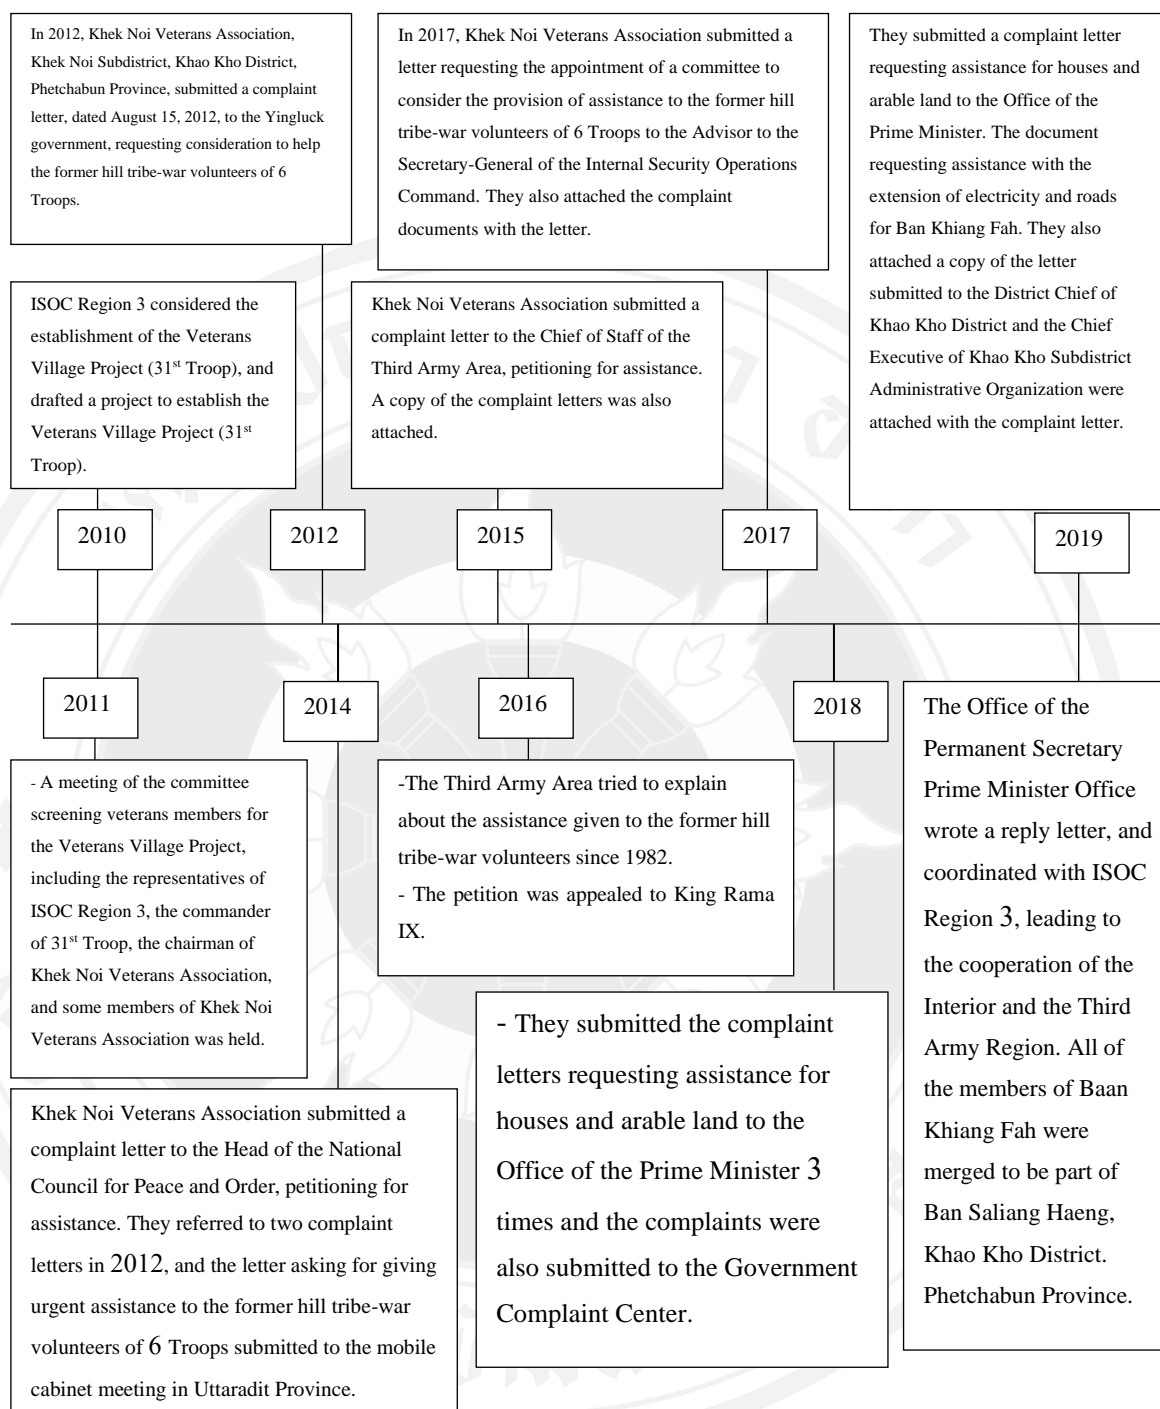 In 2012, Khek Noi Veterans Association,
Khek Noi Subdistrict, Khao Kho District,
Phetchabun Province, submitted a complaint
letter, dated August 15, 2012, to the Yingluck
government, requesting consideration to help
the former hill tribe-war volunteers of 6
Troops.
In 2017, Khek Noi Veterans Association submitted a
letter requesting the appointment of a committee to
consider the provision of assistance to the former hill
tribe-war volunteers of 6 Troops to the Advisor to the
Secretary-General of the Internal Security Operations
Command. They also attached the complaint
documents with the letter.
They submitted a complaint letter
requesting assistance for houses and
arable land to the Office of the
Prime Minister. The document
requesting assistance with the
extension of electricity and roads
for Ban Khiang Fah. They also
attached a copy of the letter
submitted to the District Chief of
Khao Kho District and the Chief
Executive of Khao Kho Subdistrict
Administrative Organization were
attached with the complaint letter.
ISOC Region 3 considered the
establishment of the Veterans
Village Project (31st Troop), and
drafted a project to establish the
Veterans Village Project (31st
Troop).
Khek Noi Veterans Association submitted a
complaint letter to the Chief of Staff of the
Third Army Area, petitioning for assistance.
A copy of the complaint letters was also
attached.
2010
2012
2015
2017
2019
2011
2014
2016
2018
- A meeting of the committee
screening veterans members for
the Veterans Village Project,
including the representatives of
ISOC Region 3, the commander
of 31st Troop, the chairman of
Khek Noi Veterans Association,
and some members of Khek Noi
Veterans Association was held.
-The Third Army Area tried to explain
about the assistance given to the former hill
tribe-war volunteers since 1982.
- The petition was appealed to King Rama
IX.
The Office of the
Permanent Secretary
Prime Minister Office
wrote a reply letter, and
coordinated with ISOC
Region 3, leading to
the cooperation of the
Interior and the Third
Army Region. All of
the members of Baan
Khiang Fah were
merged to be part of
Ban Saliang Haeng,
Khao Kho District.
Phetchabun Province.
- They submitted the complaint
letters requesting assistance for
houses and arable land to the
Office of the Prime Minister 3
times and the complaints were
also submitted to the Government
Complaint Center.
Khek Noi Veterans Association submitted a
complaint letter to the Head of the National
Council for Peace and Order, petitioning for
assistance. They referred to two complaint
letters in 2012, and the letter asking for giving
urgent assistance to the former hill tribe-war
volunteers of 6 Troops submitted to the mobile
cabinet meeting in Uttaradit Province.